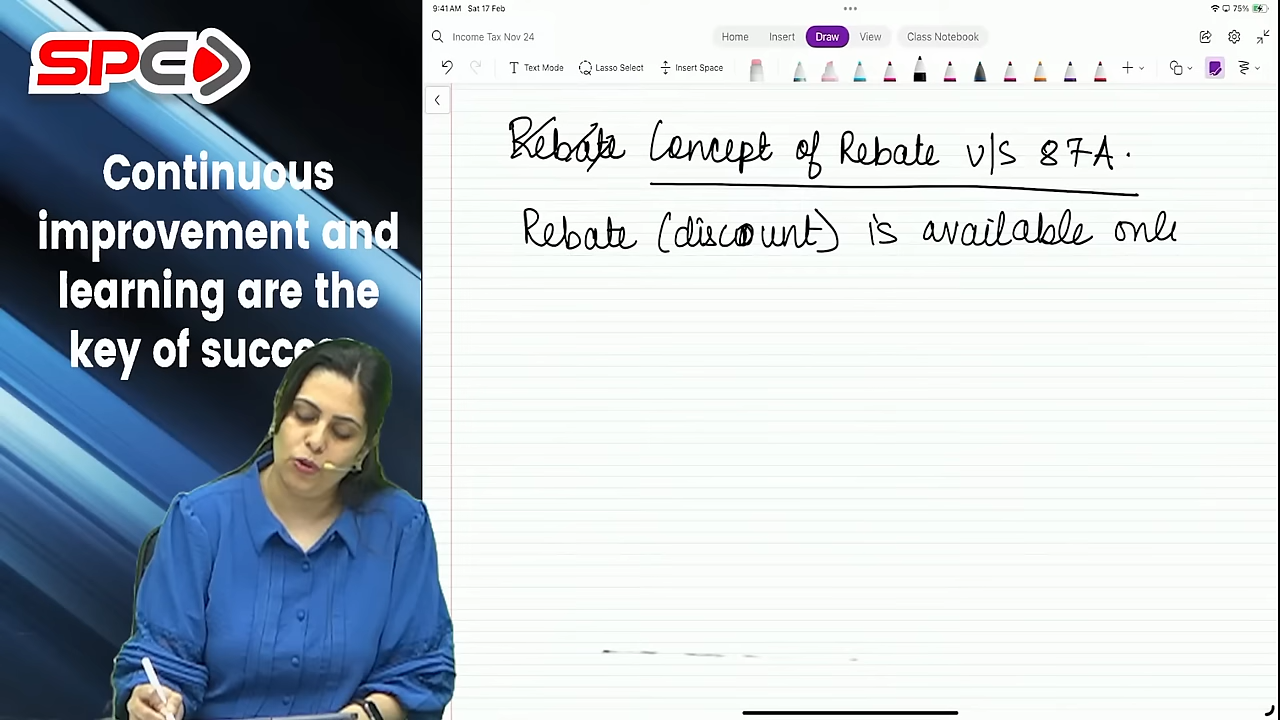 9:41 AM Sat 17 Feb
75%
SPE
Income Tax Nov 24
Home Insert Draw View Class Notebook
Text Mode Lasso Select Insert Space
Continuous
improvement and
learning are the
key of succe
Rebate Concept of Rebate v/s 87A.
Rebate (discount) is available onl